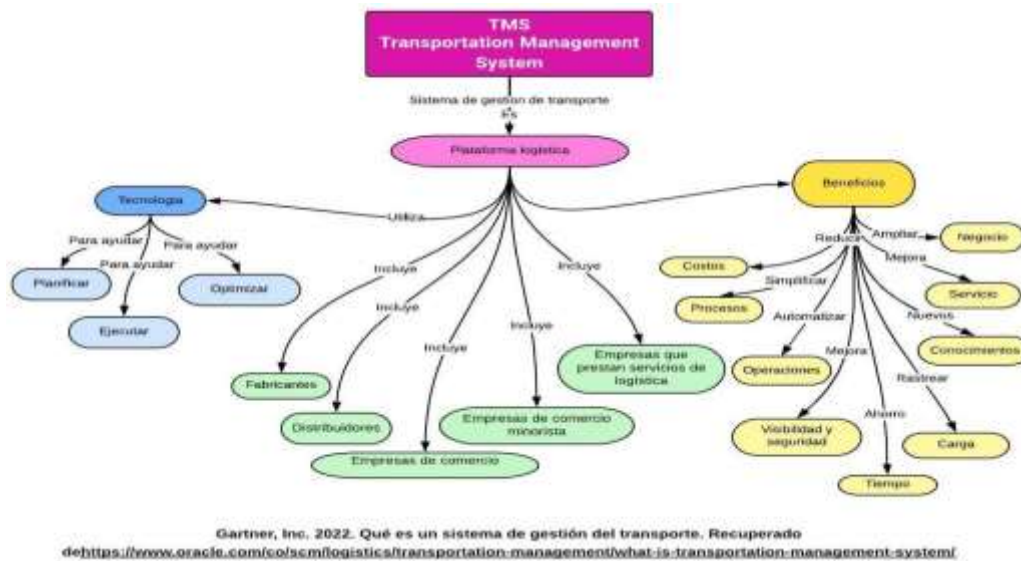 TMS
Transportation Management
System
Sistema de gestion de transporte
Es
Plataforma logistica
Tecnologia
Utiliza
Beneficios
Para ayudar
Para ayudar
Para ayudar
Planificar
Optimizar
Ejecutar
Incluye
Incluye
Incluye
Incluye
Incluye
Fabricantes
Distribuidores
Empresas de comercio
Empresas de comercio
minorista
Empresas que
prestan servicios de
logística
Reduce
Costos
Simplificar
Procesos
Automatizar
Operaciones
Mejora
Visibilidad y
seguridad
Ahorro
Tiempo
Rastrear
Carga
Nuevos
Conocimientos
Mejora
Servicio
Ampliar
Negocio
Gartner, Inc. 2022. Qué es un sistema de gestión del transporte. Recuperado
dehttps://www.oracle.com/co/scm/logistics/transportation-management/what-is-transportation-management-system/